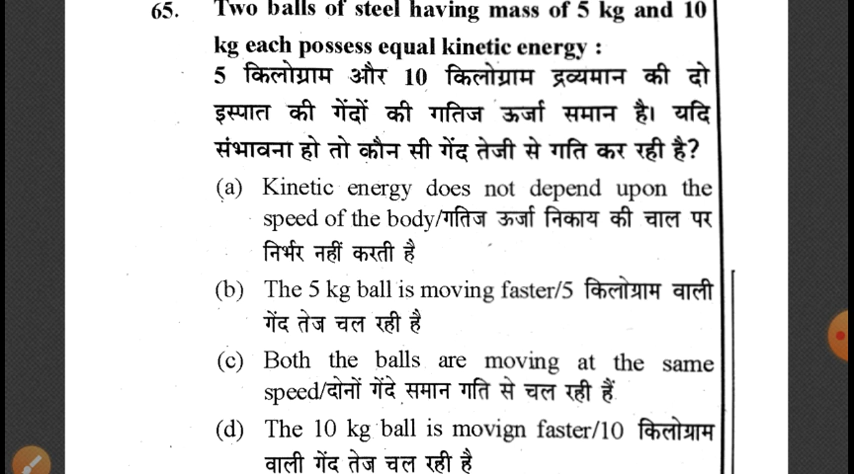 65. Two balls of steel having mass of 5 kg and 10
kg each possess equal kinetic energy :
5 किलोग्राम और 10 किलोग्राम द्रव्यमान की दो
इस्पात की गेंदों की गतिज ऊर्जा समान है। यदि
संभावना हो तो कौन सी गेंद तेजी से गति कर रही है?
(a) Kinetic energy does not depend upon the
speed of the body/गतिज ऊर्जा निकाय की चाल पर
निर्भर नहीं करती है
(b) The 5 kg ball is moving faster/5 किलोग्राम वाली
गेंद तेज चल रही है
(c) Both the balls are moving at the same
speed/दोनों गेंदे समान गति से चल रही हैं
(d) The 10 kg ball is movign faster/10 किलोग्राम
वाली गेंद तेज चल रही है